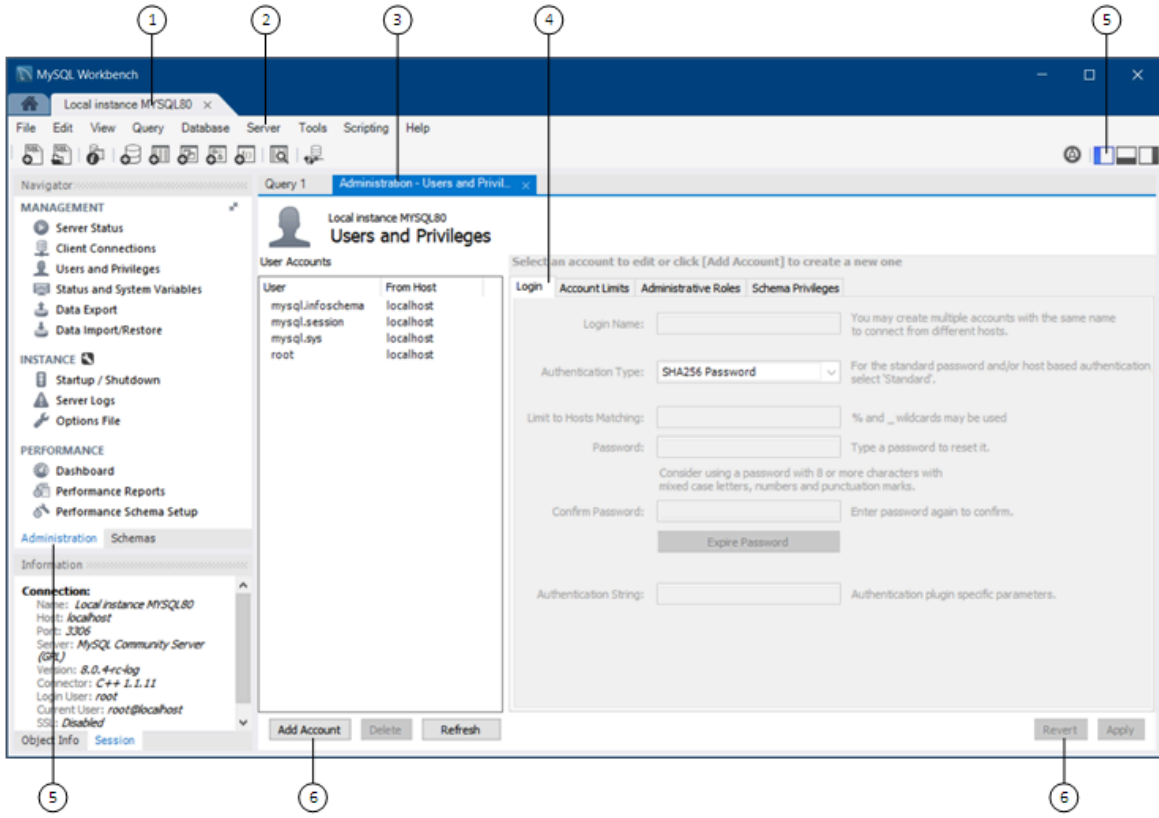 1 2 3 4 5
MySQL Workbench
Local instance MYSQL80
File Edit View Query Database Server Tools Scripting Help
Navigator
MANAGEMENT
Server Status
Client Connections
Users and Privileges
Status and System Variables
Data Export
Data Import/Restore
INSTANCE
Startup / Shutdown
Server Logs
Options File
PERFORMANCE
Dashboard
Performance Reports
Performance Schema Setup
Administration Schemas
Information
Connection:
Name: Local instance MYSQL80
Host: localhost
Port: 3306
Server: MySQL Community Server
(GPL)
Version: 8.0.4-rc-log
Connector: C++ 1.1.11
Login User: root
Current User: root@localhost
SSL: Disabled
Object Info Session
Query 1 Administration - Users and Privil...
Local instance MYSQL80
Users and Privileges
User Accounts
User From Host
mysql.infoschema localhost
mysql.session localhost
mysql.sys localhost
root localhost
Add Account Delete Refresh
Select an account to edit or click [Add Account] to create a new one
Login Account Limits Administrative Roles Schema Privileges
Login Name: You may create multiple accounts with the same name
to connect from different hosts.
Authentication Type: SHA256 Password For the standard password and/or host based authentication
select 'Standard'.
Limit to Hosts Matching: % and _ wildcards may be used
Password: Type a password to reset it.
Consider using a password with 8 or more characters with
mixed case letters, numbers and punctuation marks.
Confirm Password: Enter password again to confirm.
Expire Password
Authentication String: Authentication plugin specific parameters.
Revert Apply
5 6 6